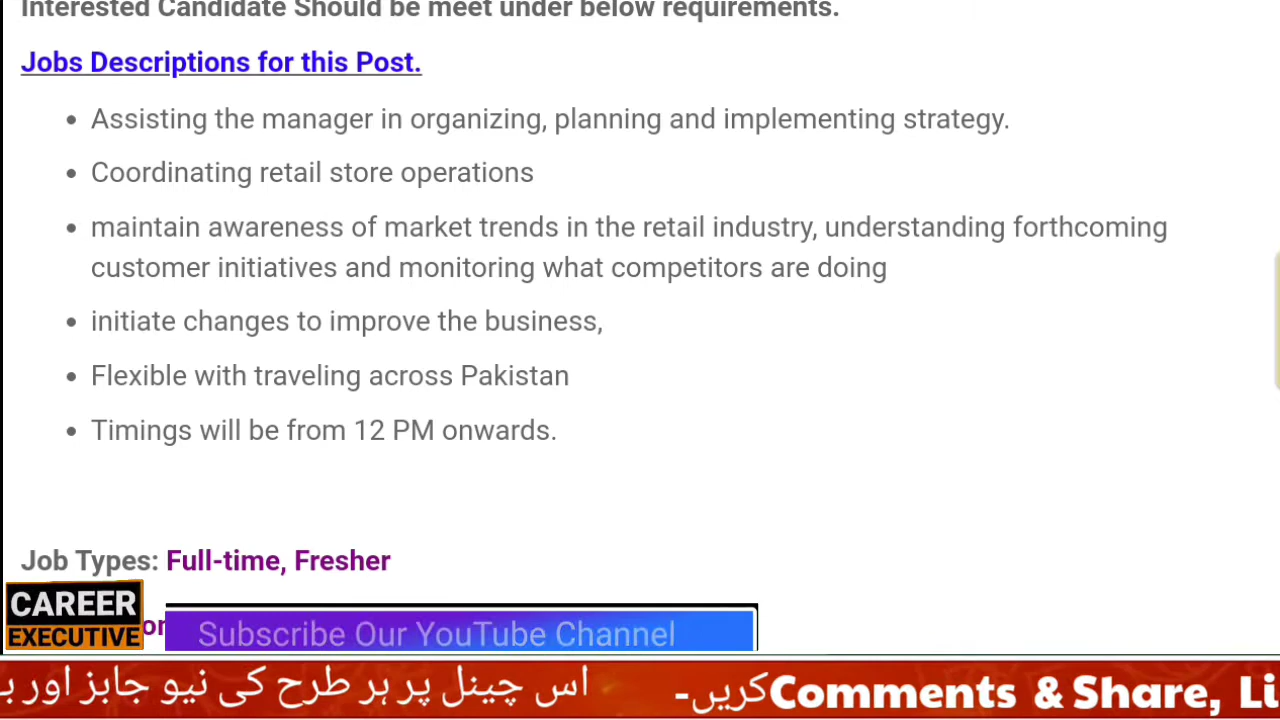 Interested Candidate Should be meet under below requirements.
Jobs Descriptions for this Post.
Assisting the manager in organizing, planning and implementing strategy.
Coordinating retail store operations
maintain awareness of market trends in the retail industry, understanding forthcoming
customer initiatives and monitoring what competitors are doing
initiate changes to improve the business,
Flexible with traveling across Pakistan
Timings will be from 12 PM onwards.
Job Types: Full-time, Fresher
CAREER
EXECUTIVE
Subscribe Our YouTube Channel
اس چینل پر ہر طرح کی نیو جابز اور
کریں۔ Comments & Share, Li